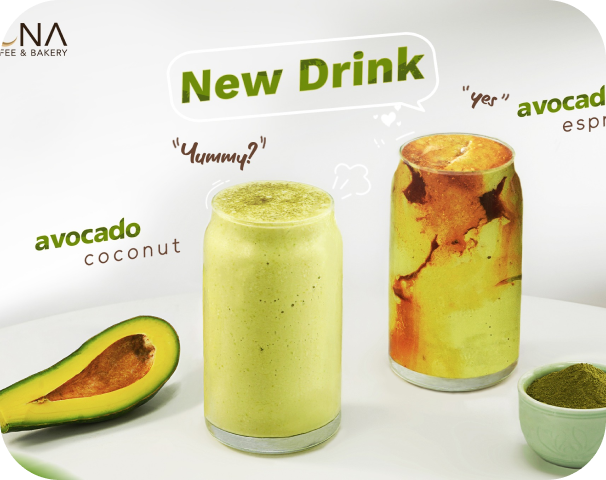 NA
FEE & BAKERY
New Drink
"yes"
avocad
espr
"Yummy?"
avocado
coconut